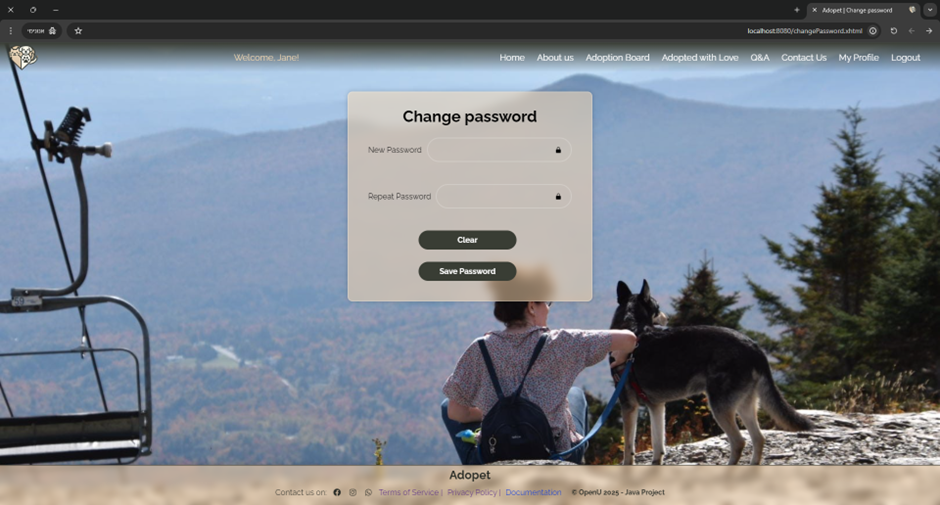 Adopet | Change password
אנונימי
localhost:8080/changePassword.xhtml
Welcome, Jane!
Home About us Adoption Board Adopted with Love Q&A Contact Us My Profile Logout
Change password
New Password
Repeat Password
Clear
Save Password
Adopet
Contact us on: Terms of Service | Privacy Policy | Documentation © OpenU 2025 - Java Project